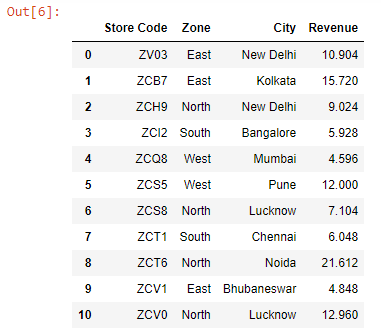 Out[6]:
Store Code Zone City Revenue
0 ZV03 East New Delhi 10.904
1 ZCB7 East Kolkata 15.720
2 ZCH9 North New Delhi 9.024
3 ZCI2 South Bangalore 5.928
4 ZCQ8 West Mumbai 4.596
5 ZCS5 West Pune 12.000
6 ZCS8 North Lucknow 7.104
7 ZCT1 South Chennai 6.048
8 ZCT6 North Noida 21.612
9 ZCV1 East Bhubaneswar 4.848
10 ZCV0 North Lucknow 12.960